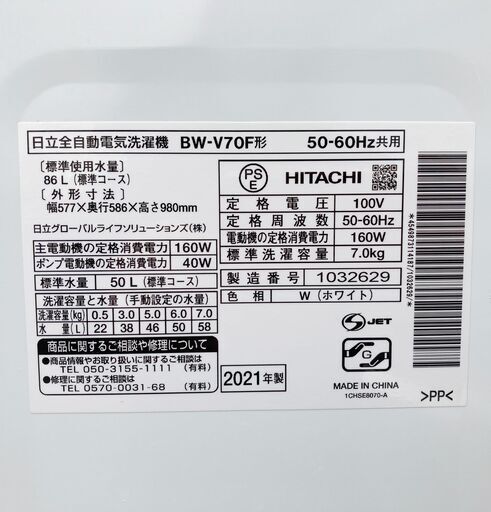 日立全自動電気洗濯機 BW-V70F形 50-60Hz共用
〔標準使用水量〕
86L(標準コース)
〔外形寸法〕
幅577×奥行586×高さ980mm
日立グローバルライフソリューションズ(株)
主電動機の定格消費電力 160W
ポンプ電動機の定格消費電力 40W
標準水量 50L(標準コース)
洗濯容量と水量(手動設定の水量)
洗濯容量(kg) 0.5 3.0 5.0 6.0 7.0
水量(L) 22 38 46 50 58
商品に関するご相談や修理について
●商品情報やお取り扱いに関するご相談など
TEL 050-3155-1111 (有料)
●修理に関するご相談など
TEL 0570-0031-68 (有料)
PS
E
HITACHI
定格電圧 100V
定格周波数 50-60Hz
電動機の定格消費電力 160W
標準洗濯容量 7.0kg
製造番号 1032629
色相 W(ホワイト)
2021年製
S-JET
G
MADE IN CHINA
1CHSE8070-A
>PP<